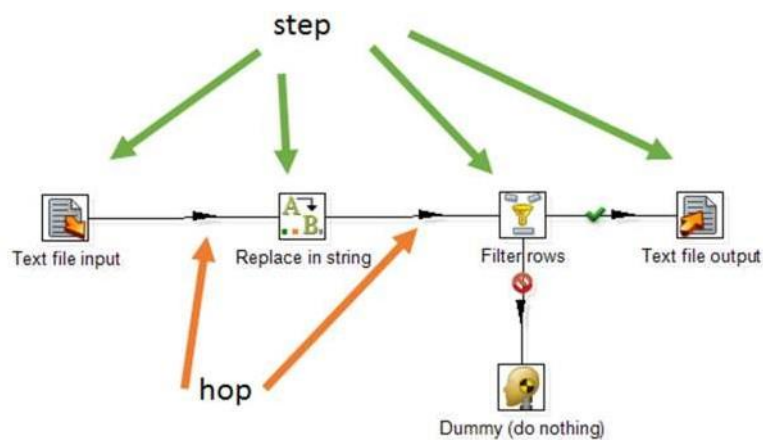 step
Text file input
Replace in string
Filter rows
Text file output
hop
Dummy (do nothing)